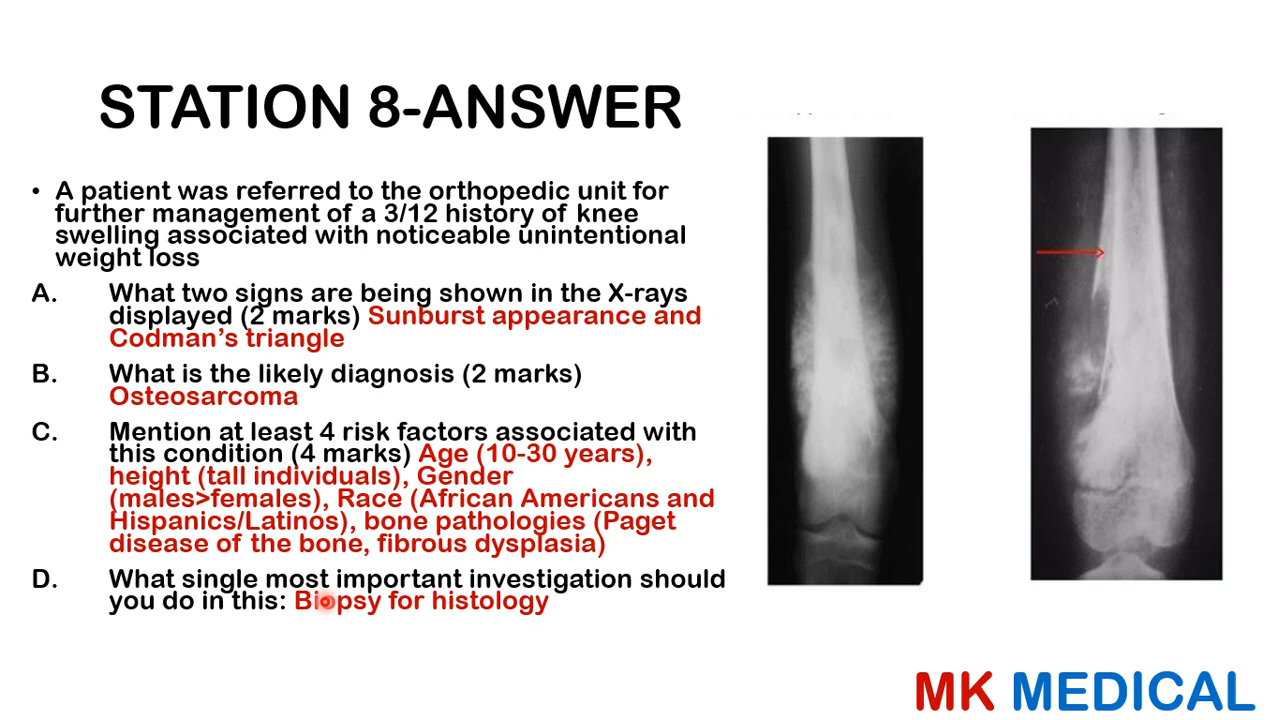 STATION 8-ANSWER
• A patient was referred to the orthopedic unit for
further management of a 3/12 history of knee
swelling associated with noticeable unintentional
weight loss
A. What two signs are being shown in the X-rays
displayed (2 marks) Sunburst appearance and
Codman's triangle
B. What is the likely diagnosis (2 marks)
Osteosarcoma
C. Mention at least 4 risk factors associated with
this condition (4 marks) Age (10-30 years),
height (tall individuals), Gender
(males>females), Race (African Americans and
Hispanics/Latinos), bone pathologies (Paget
disease of the bone, fibrous dysplasia)
D. What single most important investigation should
you do in this: Biopsy for histology
MK MEDICAL